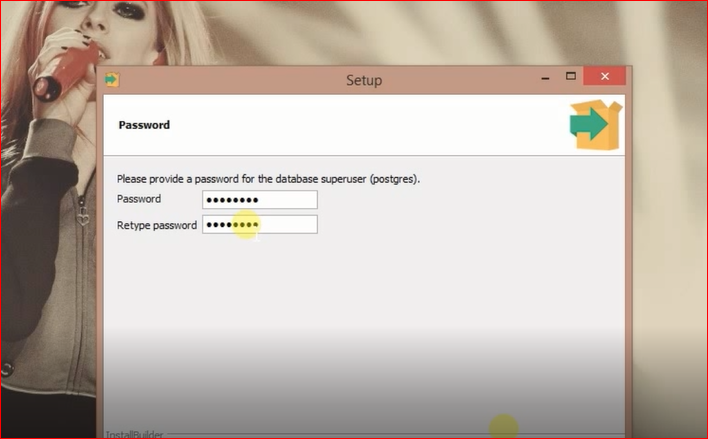 Setup
Password
Please provide a password for the database superuser (postgres).
Password ●●●●●●●●
Retype password ●●●●●●●●
InstallBuilder